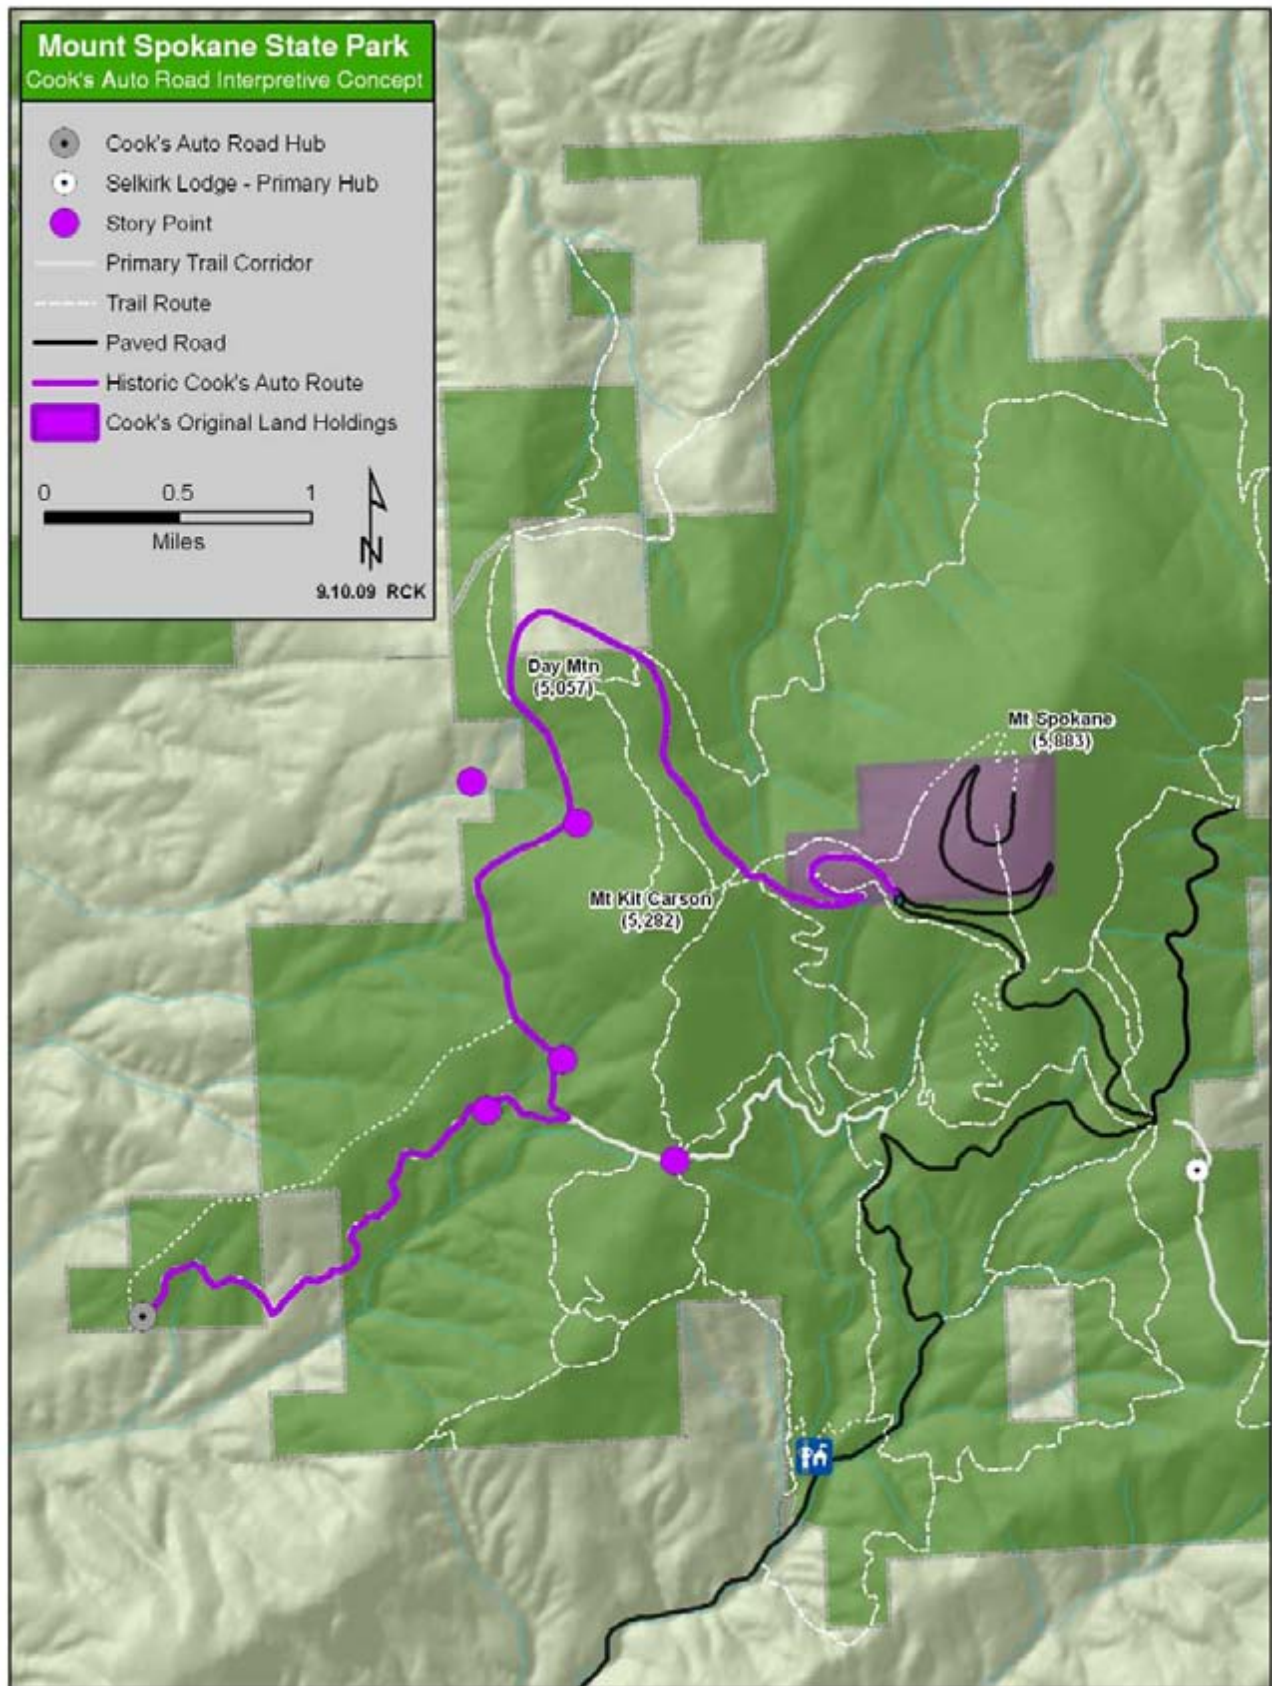 Mount Spokane State Park
Cook's Auto Road Interpretive Concept
Cook's Auto Road Hub
Selkirk Lodge - Primary Hub
Story Point
Primary Trail Corridor
Trail Route
Paved Road
Historic Cook's Auto Route
Cook's Original Land Holdings
0 0.5 1
Miles
N
9.10.09 RCK
Day Mtn
(5,057)
Mt Spokane
(5,883)
Mt Kit Carson
(5,282)